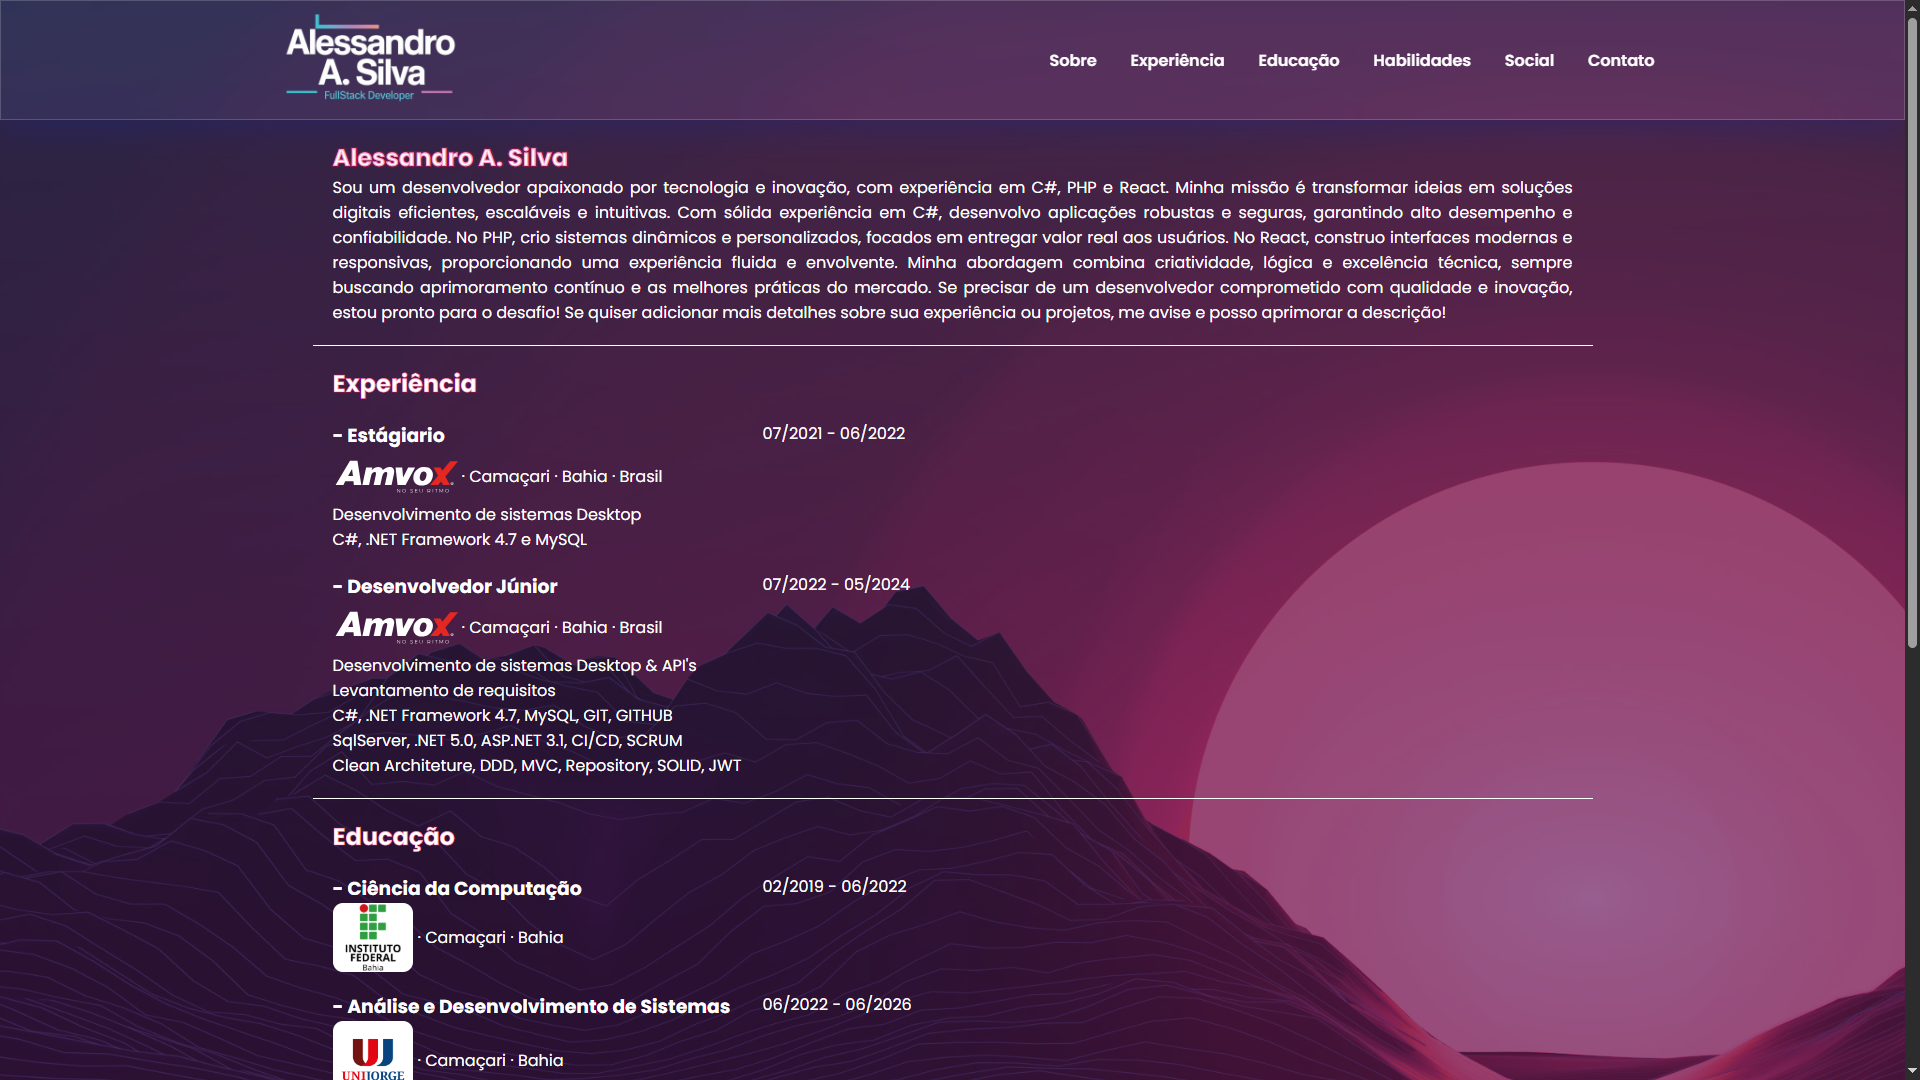 Alessandro
A. Silva
FullStack Developer
Sobre Experiência Educação Habilidades Social Contato
Alessandro A. Silva
Sou um desenvolvedor apaixonado por tecnologia e inovação, com experiência em C#, PHP e React. Minha missão é transformar ideias em soluções
digitais eficientes, escaláveis e intuitivas. Com sólida experiência em C#, desenvolvo aplicações robustas e seguras, garantindo alto desempenho e
confiabilidade. No PHP, crio sistemas dinâmicos e personalizados, focados em entregar valor real aos usuários. No React, construo interfaces modernas e
responsivas, proporcionando uma experiência fluida e envolvente. Minha abordagem combina criatividade, lógica e excelência técnica, sempre
buscando aprimoramento contínuo e as melhores práticas do mercado. Se precisar de um desenvolvedor comprometido com qualidade e inovação,
estou pronto para o desafio! Se quiser adicionar mais detalhes sobre sua experiência ou projetos, me avise e posso aprimorar a descrição!
Experiência
- Estágiario 07/2021 - 06/2022
Amvox · Camaçari · Bahia · Brasil
NO SEU RITMO
Desenvolvimento de sistemas Desktop
C#, .NET Framework 4.7 e MySQL
- Desenvolvedor Júnior 07/2022 - 05/2024
Amvox · Camaçari · Bahia · Brasil
NO SEU RITMO
Desenvolvimento de sistemas Desktop & API's
Levantamento de requisitos
C#, .NET Framework 4.7, MySQL, GIT, GITHUB
SqlServer, .NET 5.0, ASP.NET 3.1, CI/CD, SCRUM
Clean Architeture, DDD, MVC, Repository, SOLID, JWT
Educação
- Ciência da Computação 02/2019 - 06/2022
INSTITUTO
FEDERAL
Bahia
· Camaçari · Bahia
- Análise e Desenvolvimento de Sistemas 06/2022 - 06/2026
· Camaçari · Bahia
UNIJORGE